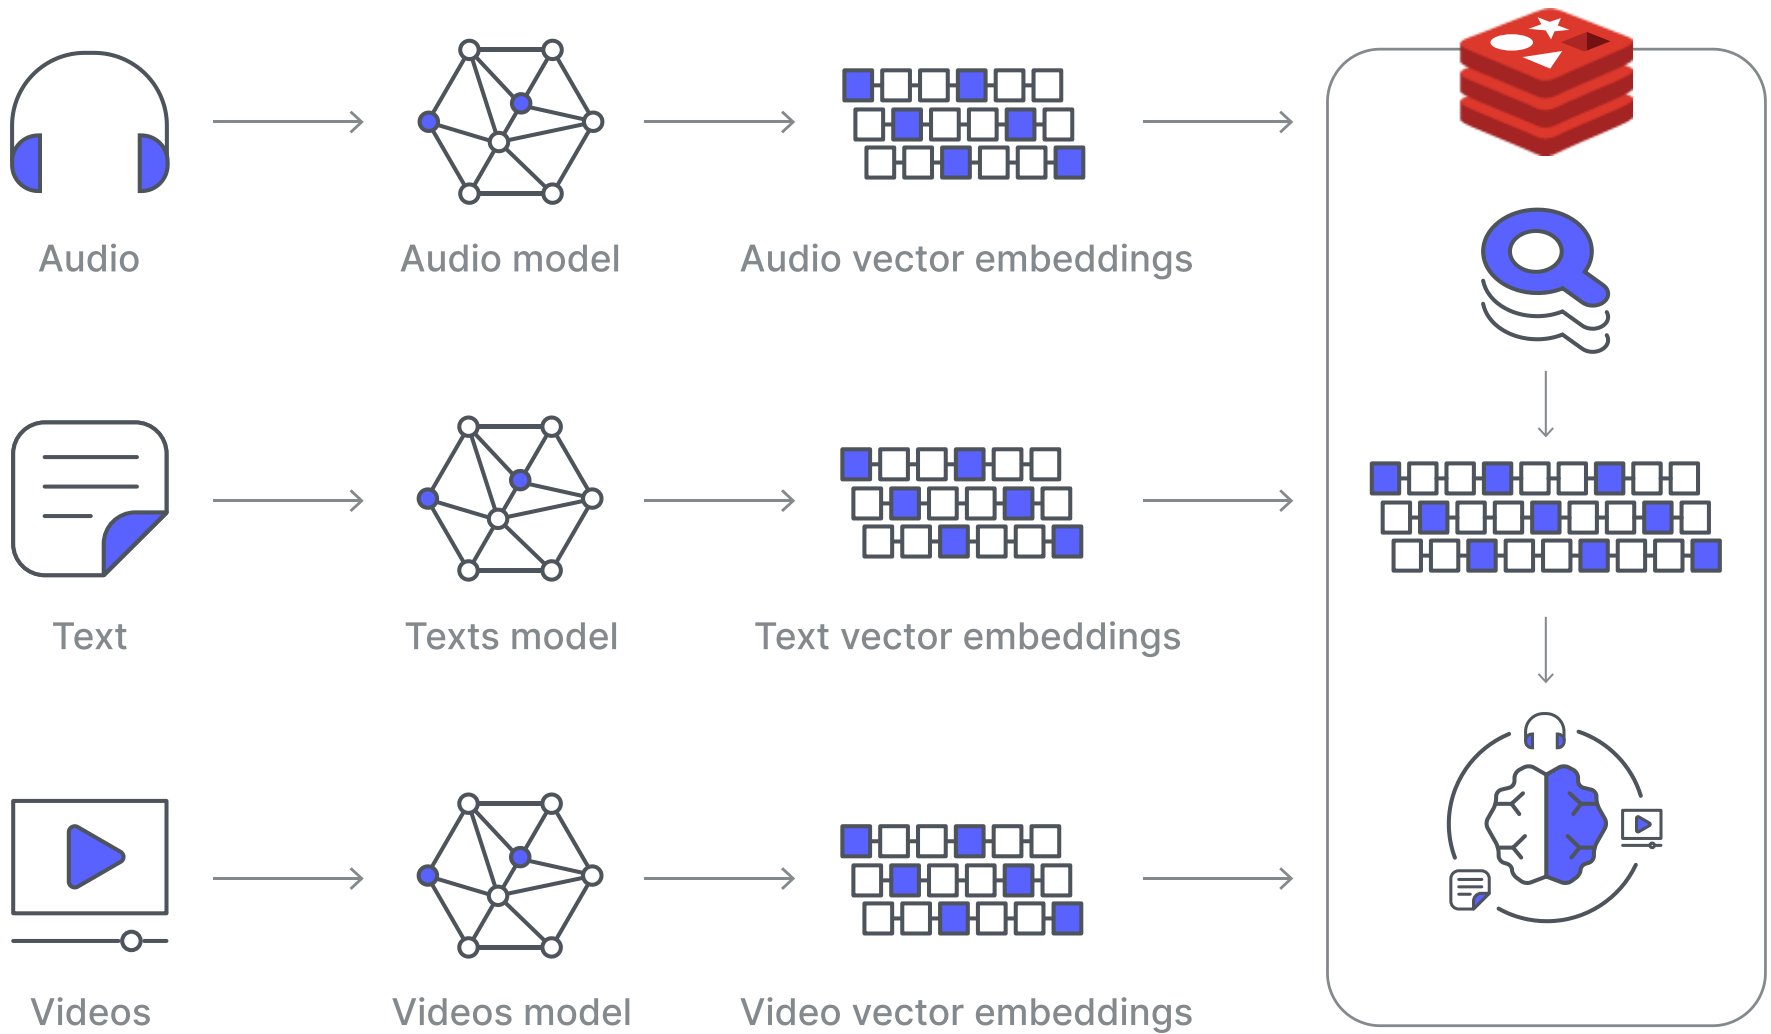 Audio
Audio model
Audio vector embeddings
Text
Texts model
Text vector embeddings
Videos
Videos model
Video vector embeddings